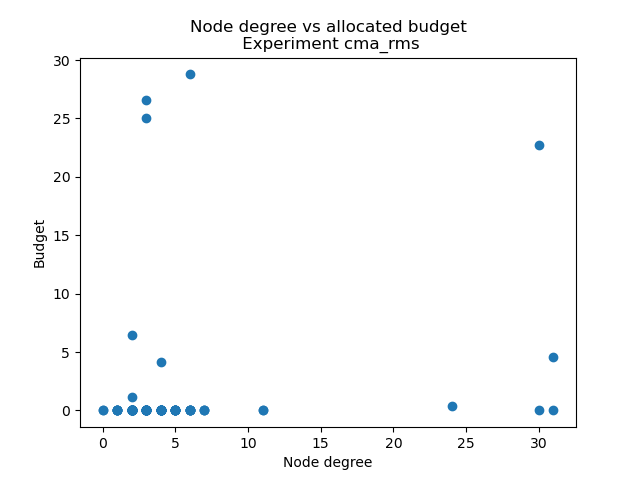 Node degree vs allocated budget
Experiment cma_rms
30
25
20
15
10
5
0
Budget
0 5 10 15 20 25 30
Node degree